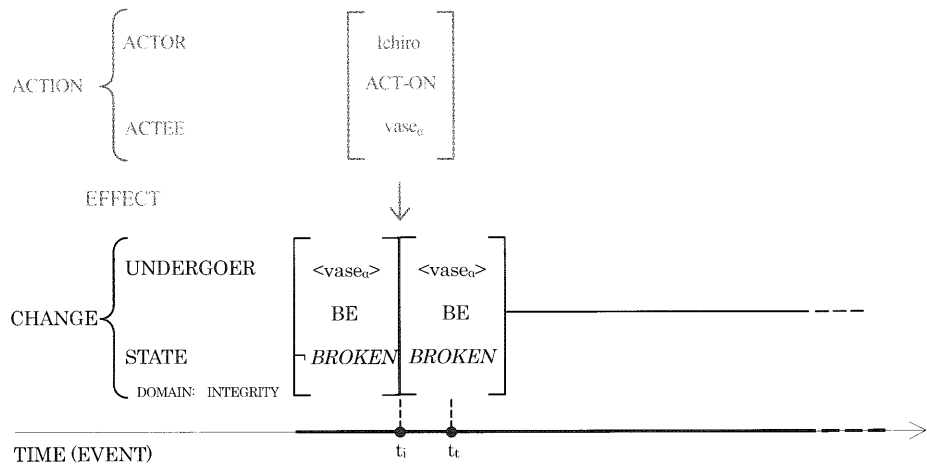 ACTOR Ichiro
ACTION ACT-ON
ACTEE vaseα
EFFECT
UNDERGOER <vaseα> <vaseα>
CHANGE BE BE
STATE ¬ BROKEN BROKEN
DOMAIN: INTEGRITY
TIME (EVENT) ti tt